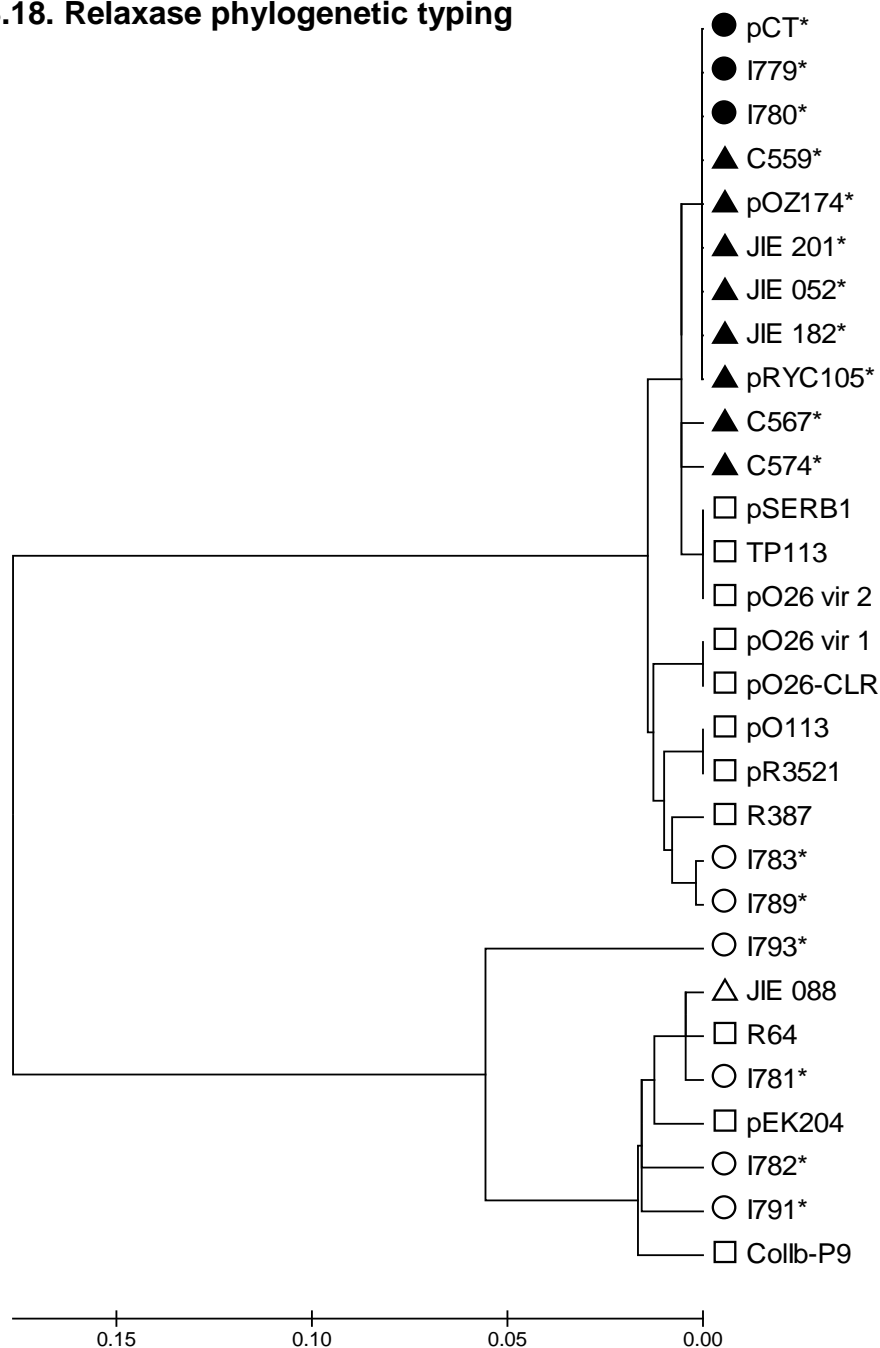 .18. Relaxase phylogenetic typing
pCT*
I779*
I780*
C559*
pOZ174*
JIE 201*
JIE 052*
JIE 182*
pRYC105*
C567*
C574*
pSERB1
TP113
pO26 vir 2
pO26 vir 1
pO26-CLR
pO113
pR3521
R387
I783*
I789*
I793*
JIE 088
R64
I781*
pEK204
I782*
I791*
ColIb-P9
0.15 0.10 0.05 0.00